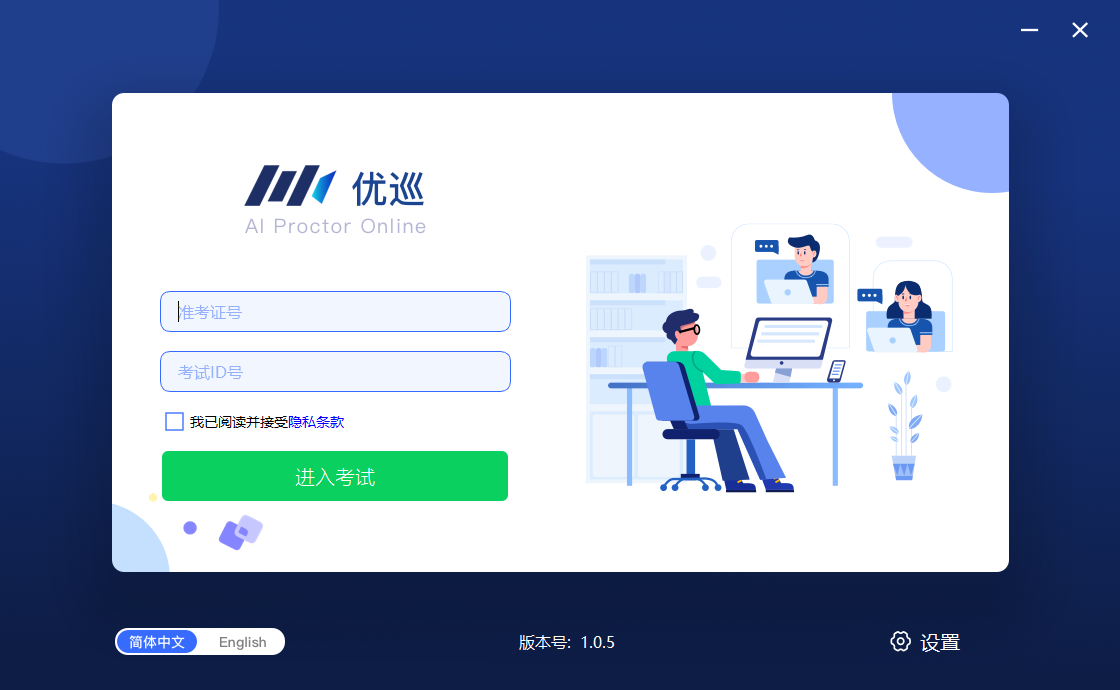 优巡
AI Proctor Online
准考证号
考试ID号
我已阅读并接受隐私条款
进入考试
简体中文 English
版本号: 1.0.5
设置